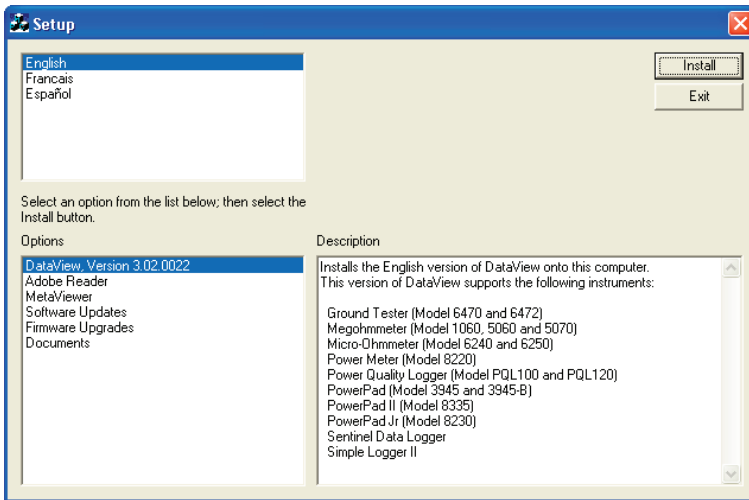 Setup
English
Francais
Español
Install
Exit
Select an option from the list below; then select the
Install button.
Options
DataView, Version 3.02.0022
Adobe Reader
MetaViewer
Software Updates
Firmware Upgrades
Documents
Description
Installs the English version of DataView onto this computer.
This version of DataView supports the following instruments:
Ground Tester (Model 6470 and 6472)
Megohmmeter (Model 1060, 5060 and 5070)
Micro-Ohmmeter (Model 6240 and 6250)
Power Meter (Model 8220)
Power Quality Logger (Model PQL100 and PQL120)
PowerPad (Model 3945 and 3945-B)
PowerPad II (Model 8335)
PowerPad Jr (Model 8230)
Sentinel Data Logger
Simple Logger II